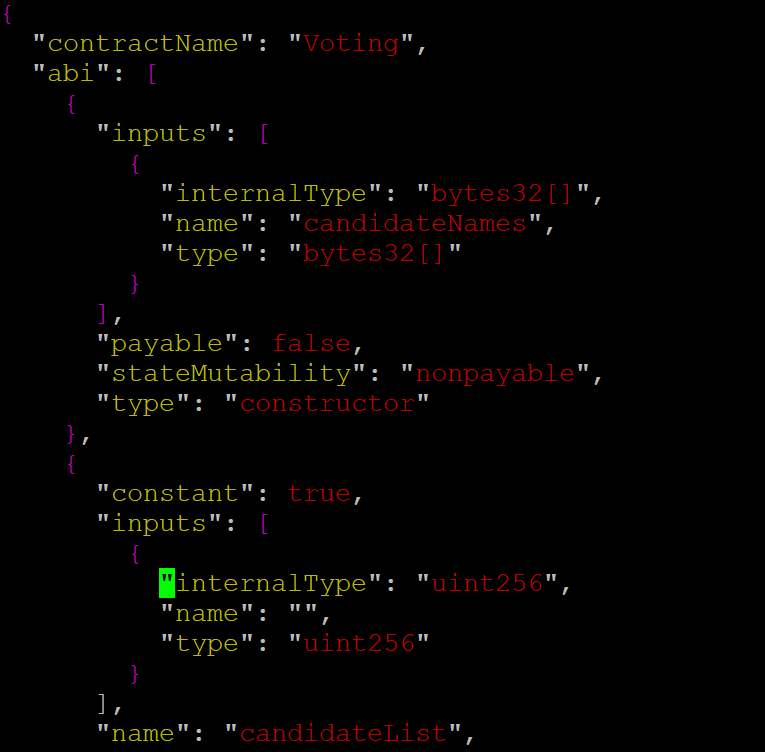 {
  "contractName": "Voting",
  "abi": [
    {
      "inputs": [
        {
          "internalType": "bytes32[]",
          "name": "candidateNames",
          "type": "bytes32[]"
        }
      ],
      "payable": false,
      "stateMutability": "nonpayable",
      "type": "constructor"
    },
    {
      "constant": true,
      "inputs": [
        {
          "internalType": "uint256",
          "name": "",
          "type": "uint256"
        }
      ],
      "name": "candidateList",